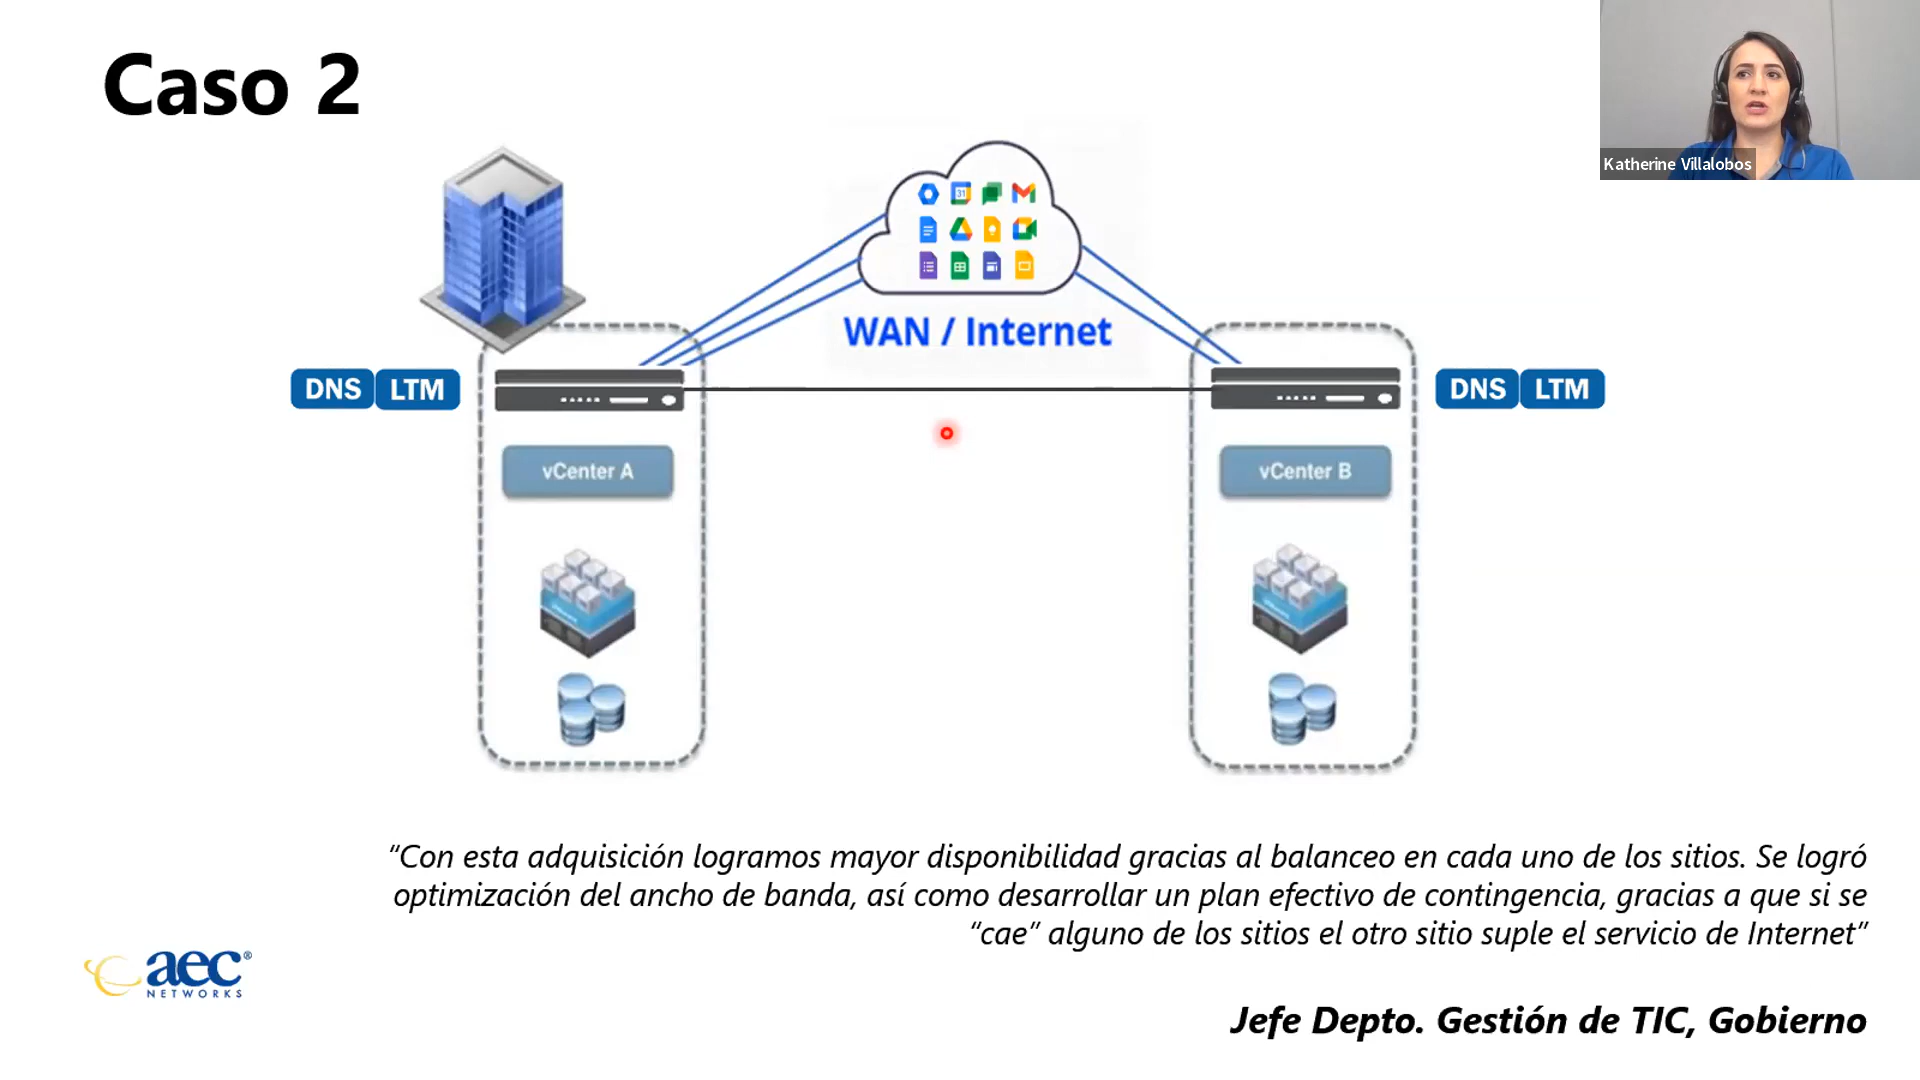 Caso 2
Katherine Villalobos
31
WAN / Internet
DNS LTM
DNS LTM
vCenter A
vCenter B
“Con esta adquisición logramos mayor disponibilidad gracias al balanceo en cada uno de los sitios. Se logró
optimización del ancho de banda, así como desarrollar un plan efectivo de contingencia, gracias a que si se
“cae” alguno de los sitios el otro sitio suple el servicio de Internet”
aec®
NETWORKS
Jefe Depto. Gestión de TIC, Gobierno